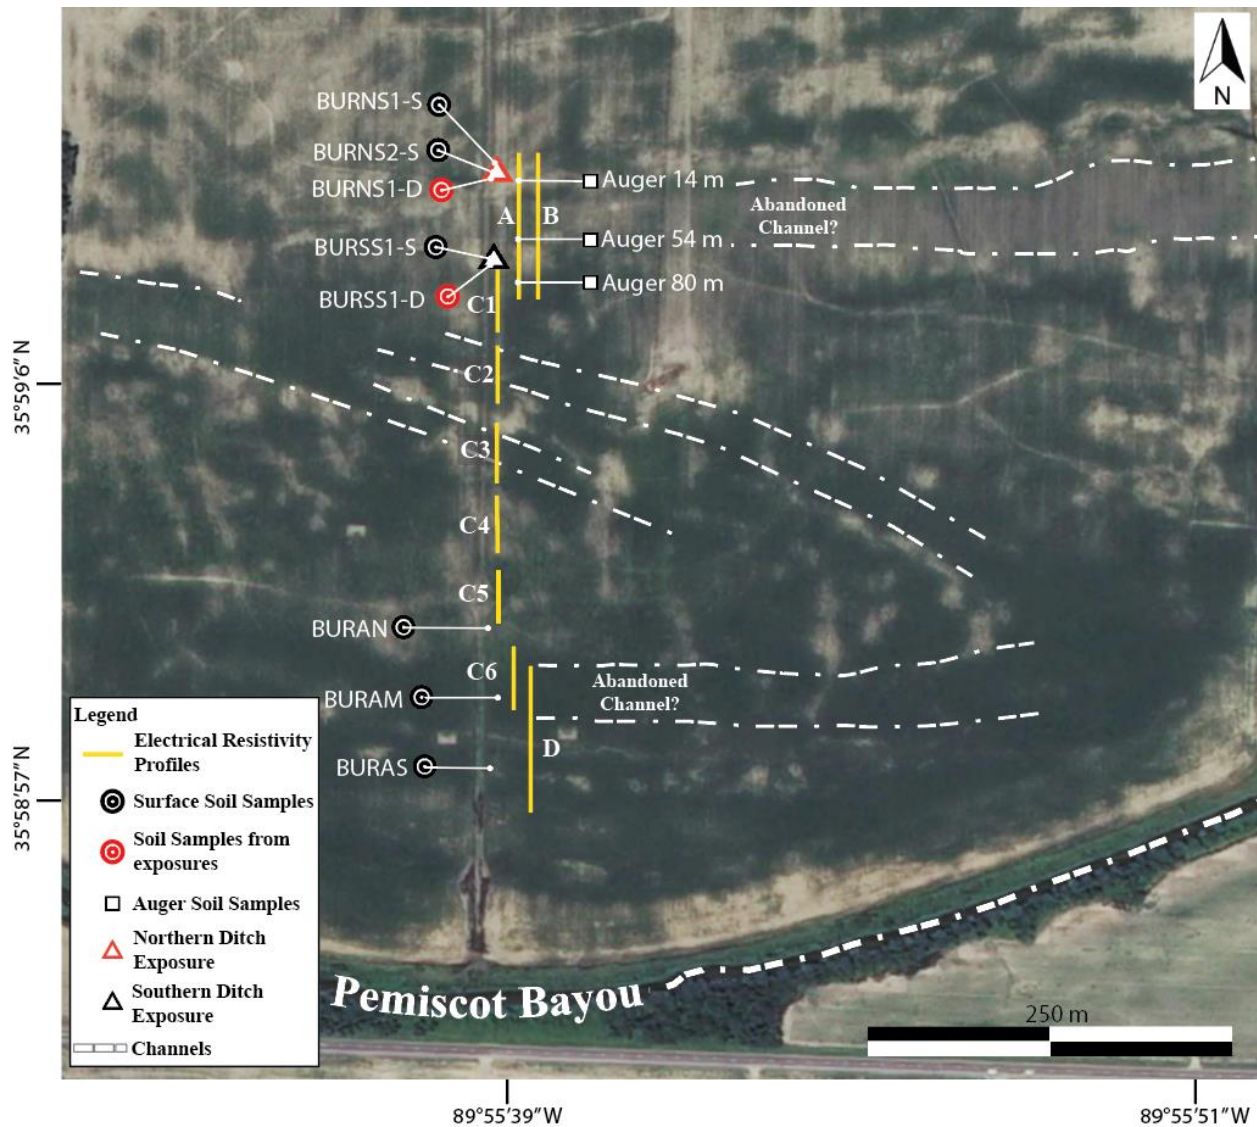 N
BURNS1-S
BURNS2-S
BURNS1-D
BURSS1-S
BURSS1-D
A
B
Auger 14 m
Auger 54 m
Auger 80 m
Abandoned
Channel?
C1
C2
C3
C4
C5
C6
D
BURAN
BURAM
BURAS
Abandoned
Channel?
35°59'6" N
35°58'57" N
Legend
Electrical Resistivity
Profiles
Surface Soil Samples
Soil Samples from
exposures
Auger Soil Samples
Northern Ditch
Exposure
Southern Ditch
Exposure
Channels
Pemiscot Bayou
250 m
89°55'39" W
89°55'51" W